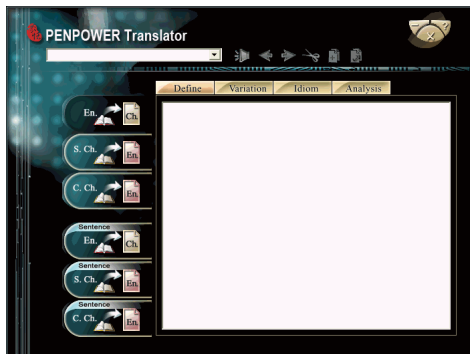 PENPOWER Translator
Define Variation Idiom Analysis
En. Ch.
S. Ch. En.
C. Ch. En.
Sentence
En. Ch.
Sentence
S. Ch. En.
Sentence
C. Ch. En.